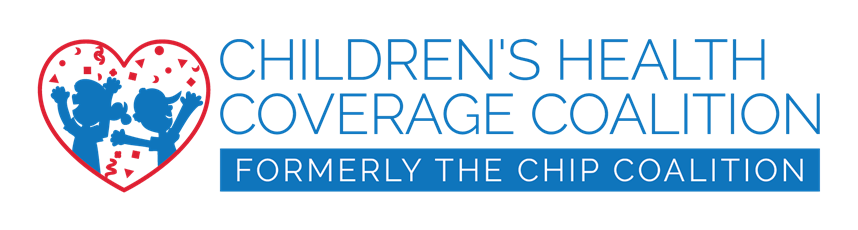 CHILDREN'S HEALTH
COVERAGE COALITION
FORMERLY THE CHIP COALITION